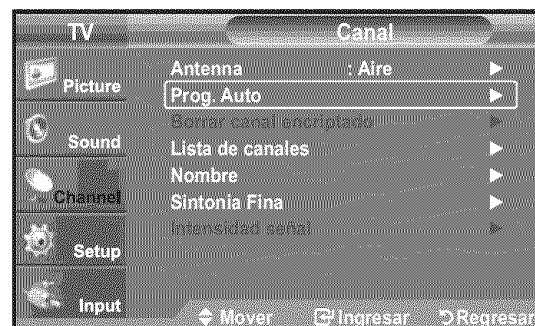 TV Canal
Picture
Sound
Channel
Setup
Input
Antenna : Aire
Prog. Auto
Borrar canal encriptado
Lista de canales
Nombre
Sintonia Fina
Intensidad señal
Mover Ingresar Regresar